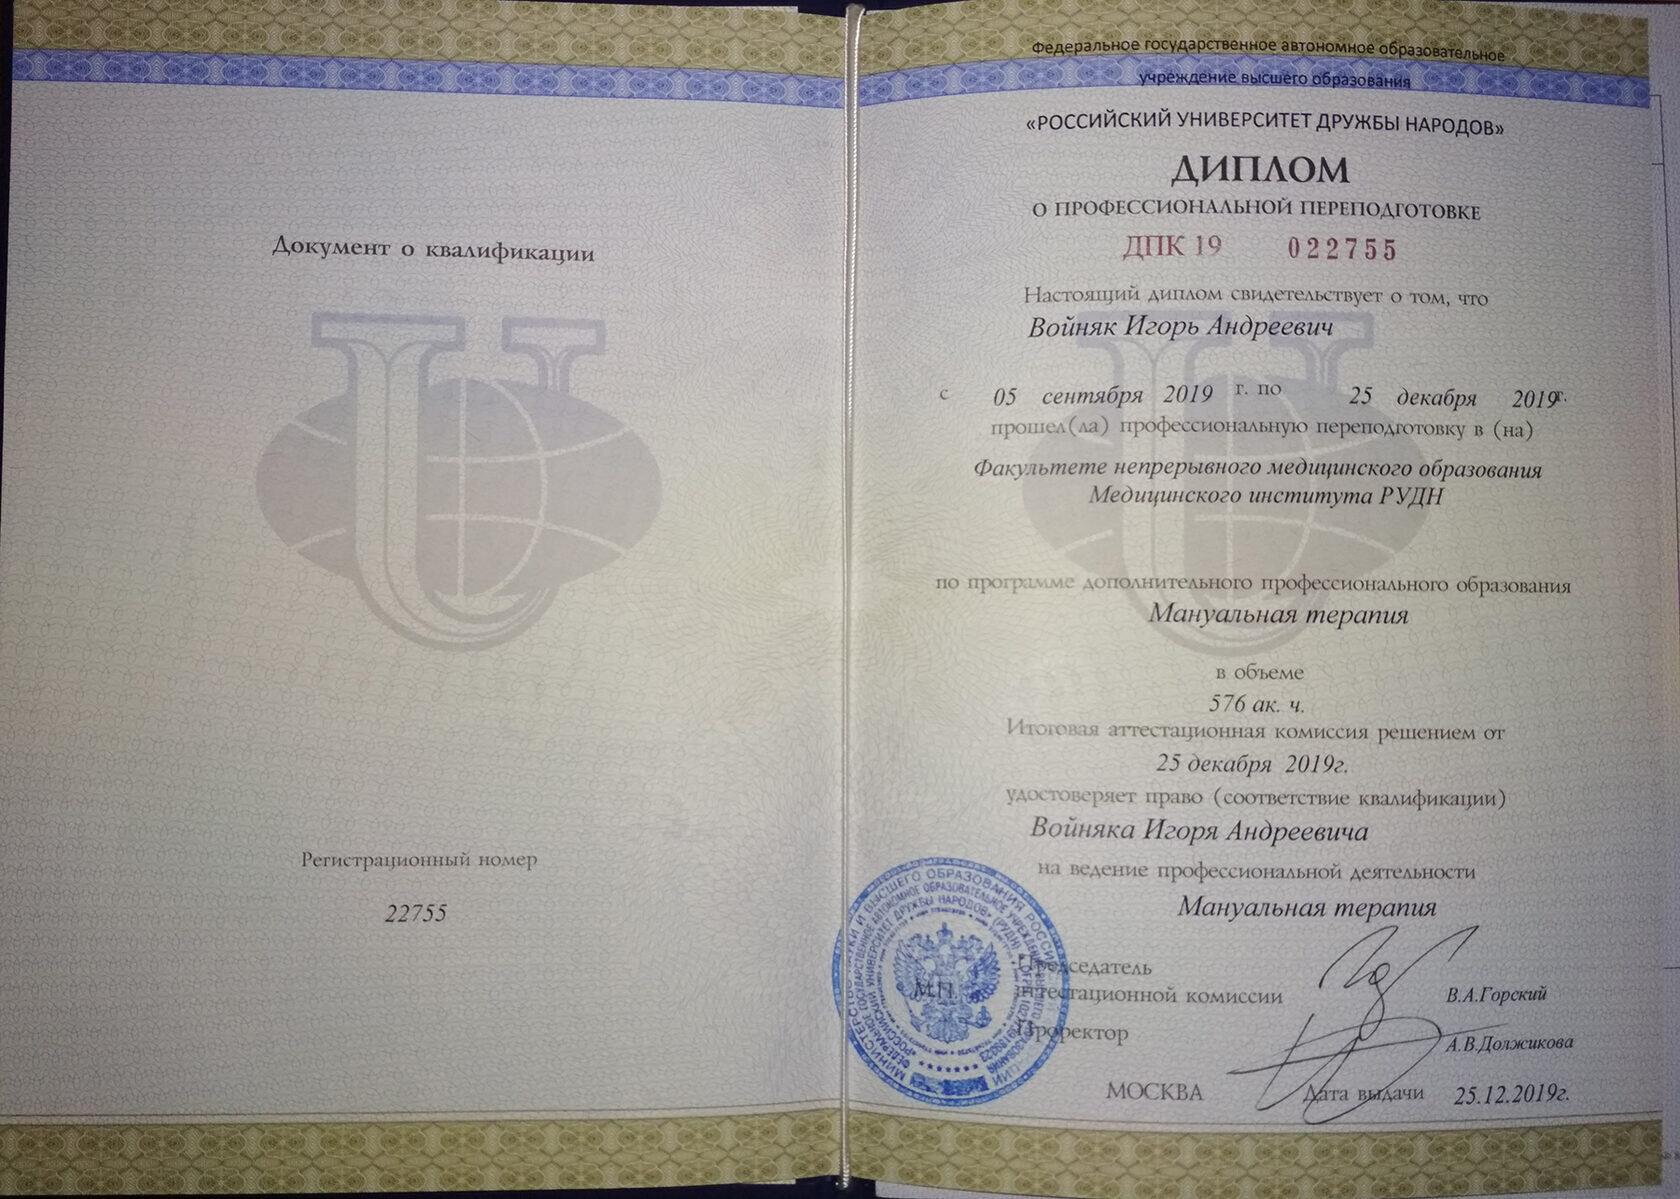 Документ о квалификации
Регистрационный номер
22755
Федеральное государственное автономное образовательное
учреждение высшего образования
«РОССИЙСКИЙ УНИВЕРСИТЕТ ДРУЖБЫ НАРОДОВ»
ДИПЛОМ
О ПРОФЕССИОНАЛЬНОЙ ПЕРЕПОДГОТОВКЕ
ДПК 19 022755
Настоящий диплом свидетельствует о том, что
Войняк Игорь Андреевич
с 05 сентября 2019 г. по 25 декабря 2019г.
прошел(ла) профессиональную переподготовку в (на)
Факультете непрерывного медицинского образования
Медицинского института РУДН
по программе дополнительного профессионального образования
Мануальная терапия
в объеме
576 ак. ч.
Итоговая аттестационная комиссия решением от
25 декабря 2019г.
удостоверяет право (соответствие квалификации)
Войняка Игоря Андреевича
на ведение профессиональной деятельности
Мануальная терапия
Председатель
аттестационной комиссии В.А.Горский
М.П.
Проректор А.В.Должикова
МОСКВА Дата выдачи 25.12.2019г.